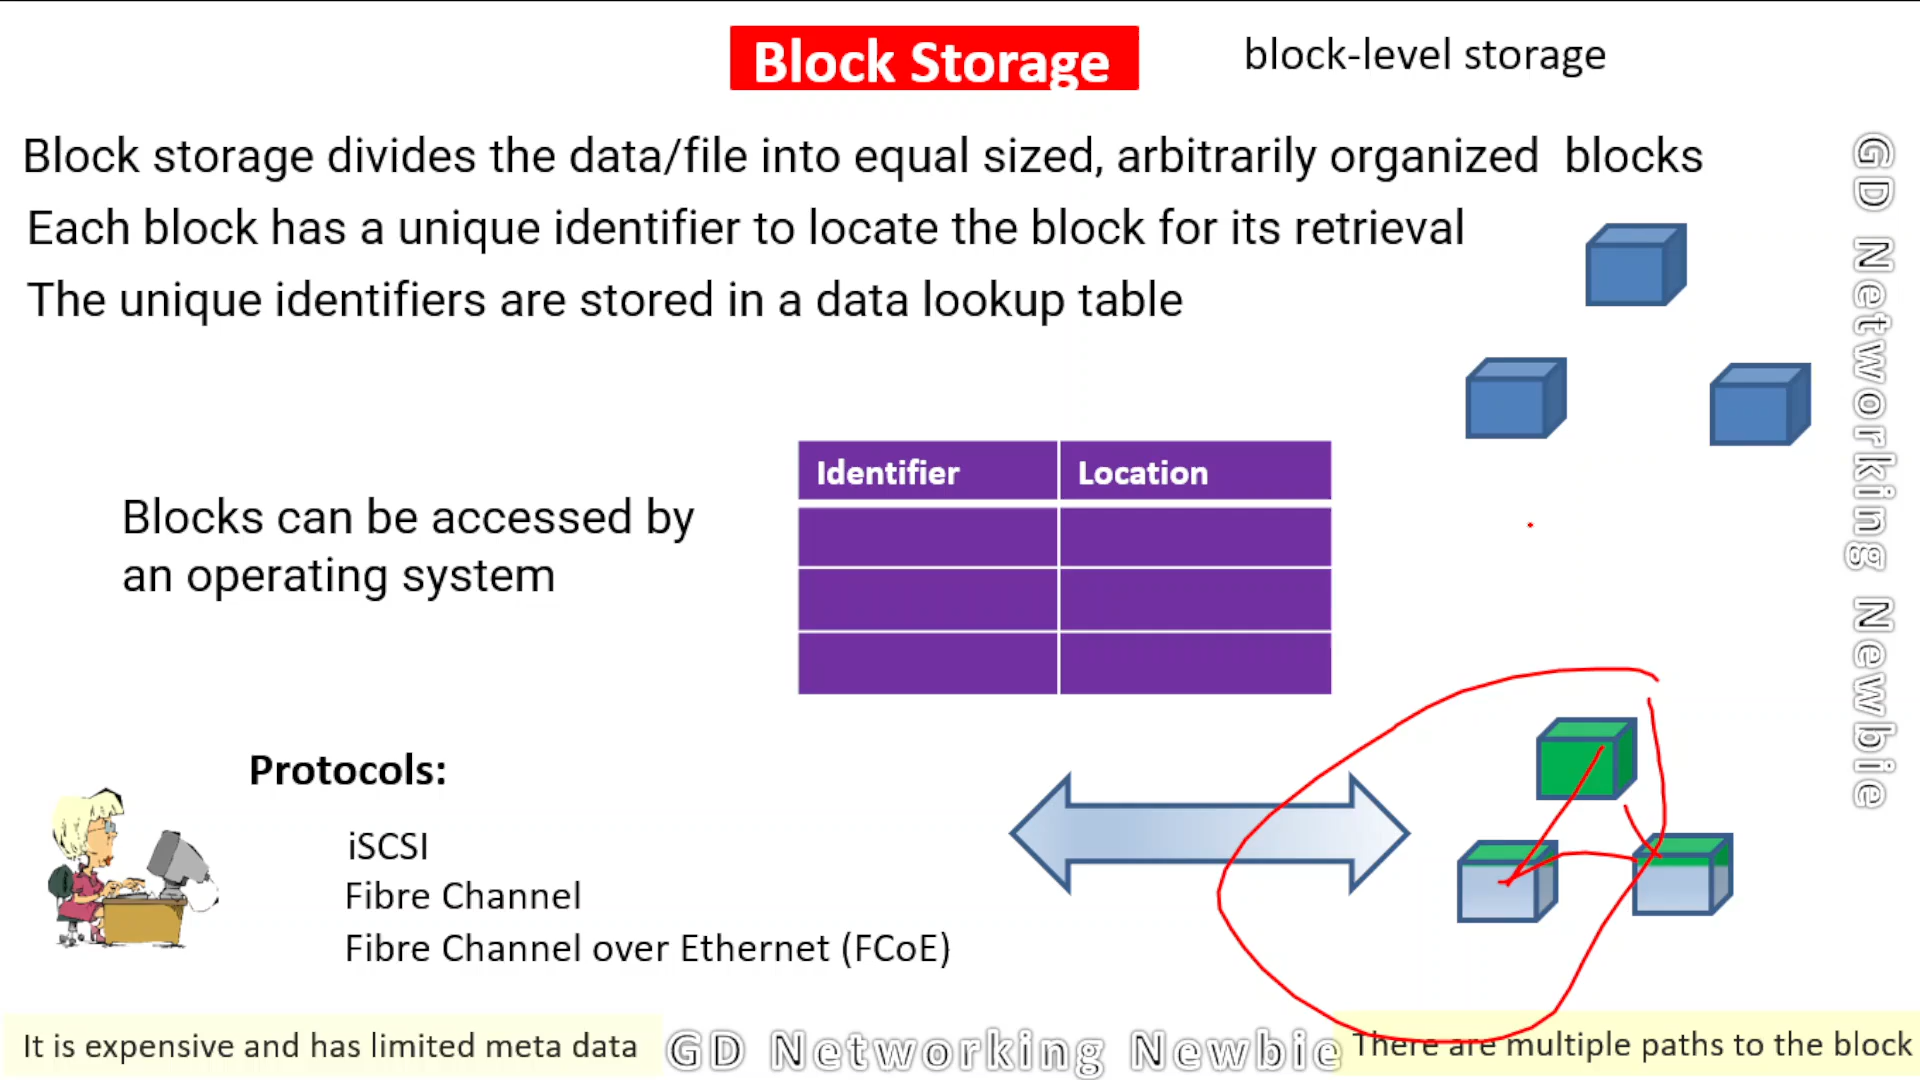 Block Storage
block-level storage
Block storage divides the data/file into equal sized, arbitrarily organized blocks
Each block has a unique identifier to locate the block for its retrieval
The unique identifiers are stored in a data lookup table
Identifier Location
Blocks can be accessed by
an operating system
Protocols:
iSCSI
Fibre Channel
Fibre Channel over Ethernet (FCoE)
It is expensive and has limited meta data
GD Networking Newbie
There are multiple paths to the block
GD Networking Newbie